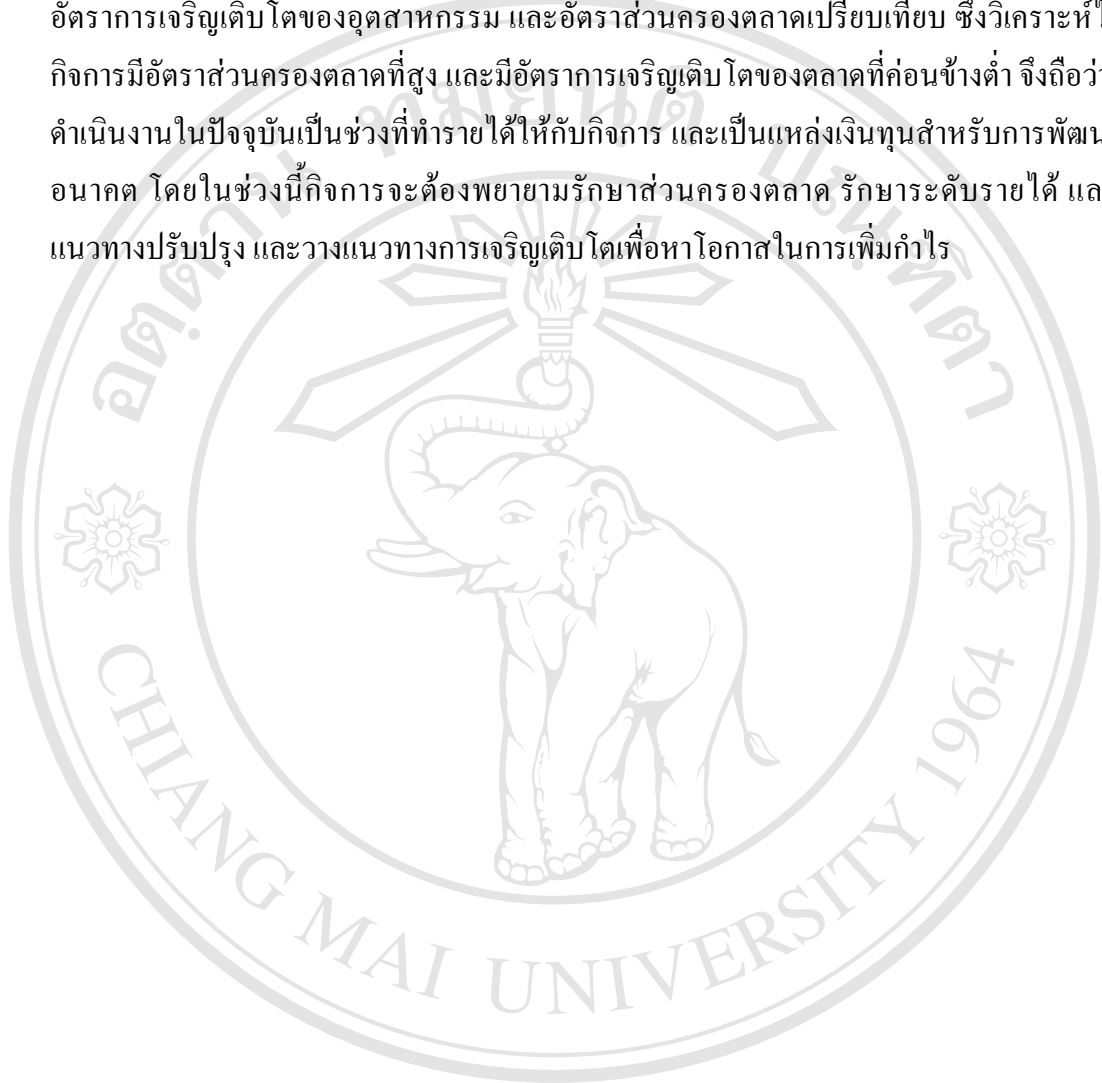 อัตราการเจริญเติบโตของอุตสาหกรรม และอัตราส่วนครองตลาดเปรียบเทียบ ซึ่งวิเคราะห์
กิจการมีอัตราส่วนครองตลาดที่สูง และมีอัตราการเจริญเติบโตของตลาดที่ค่อนข้างต่ำ จึงถือ
ดำเนินงานในปัจจุบันเป็นช่วงที่ทำรายได้ให้กับกิจการ และเป็นแหล่งเงินทุนสำหรับการ
อนาคต โดยในช่วงนี้กิจการจะต้องพยายามรักษาส่วนครองตลาด รักษาระดับรายได้
แนวทางปรับปรุง และวางแนวทางการเจริญเติบโตเพื่อหาโอกาสในการเพิ่มกำไร
CHIANG MAI UNIVERSITY 1964